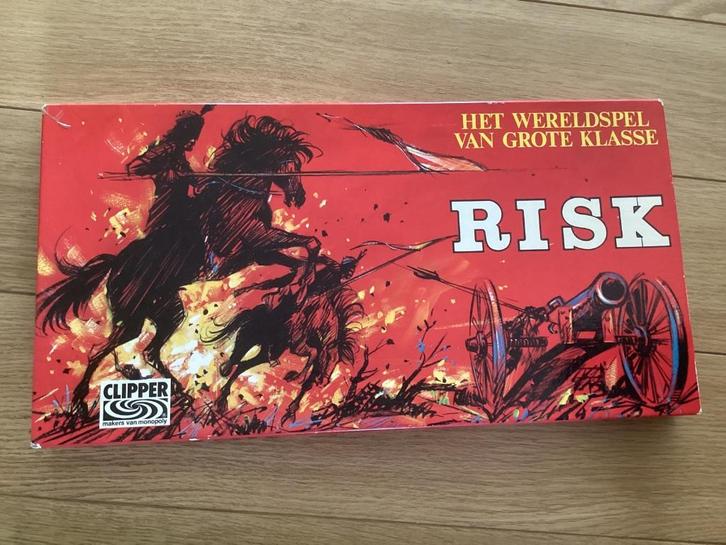 HET WERELDSPEL
VAN GROTE KLASSE
RISK
CLIPPER
makers van monopoly